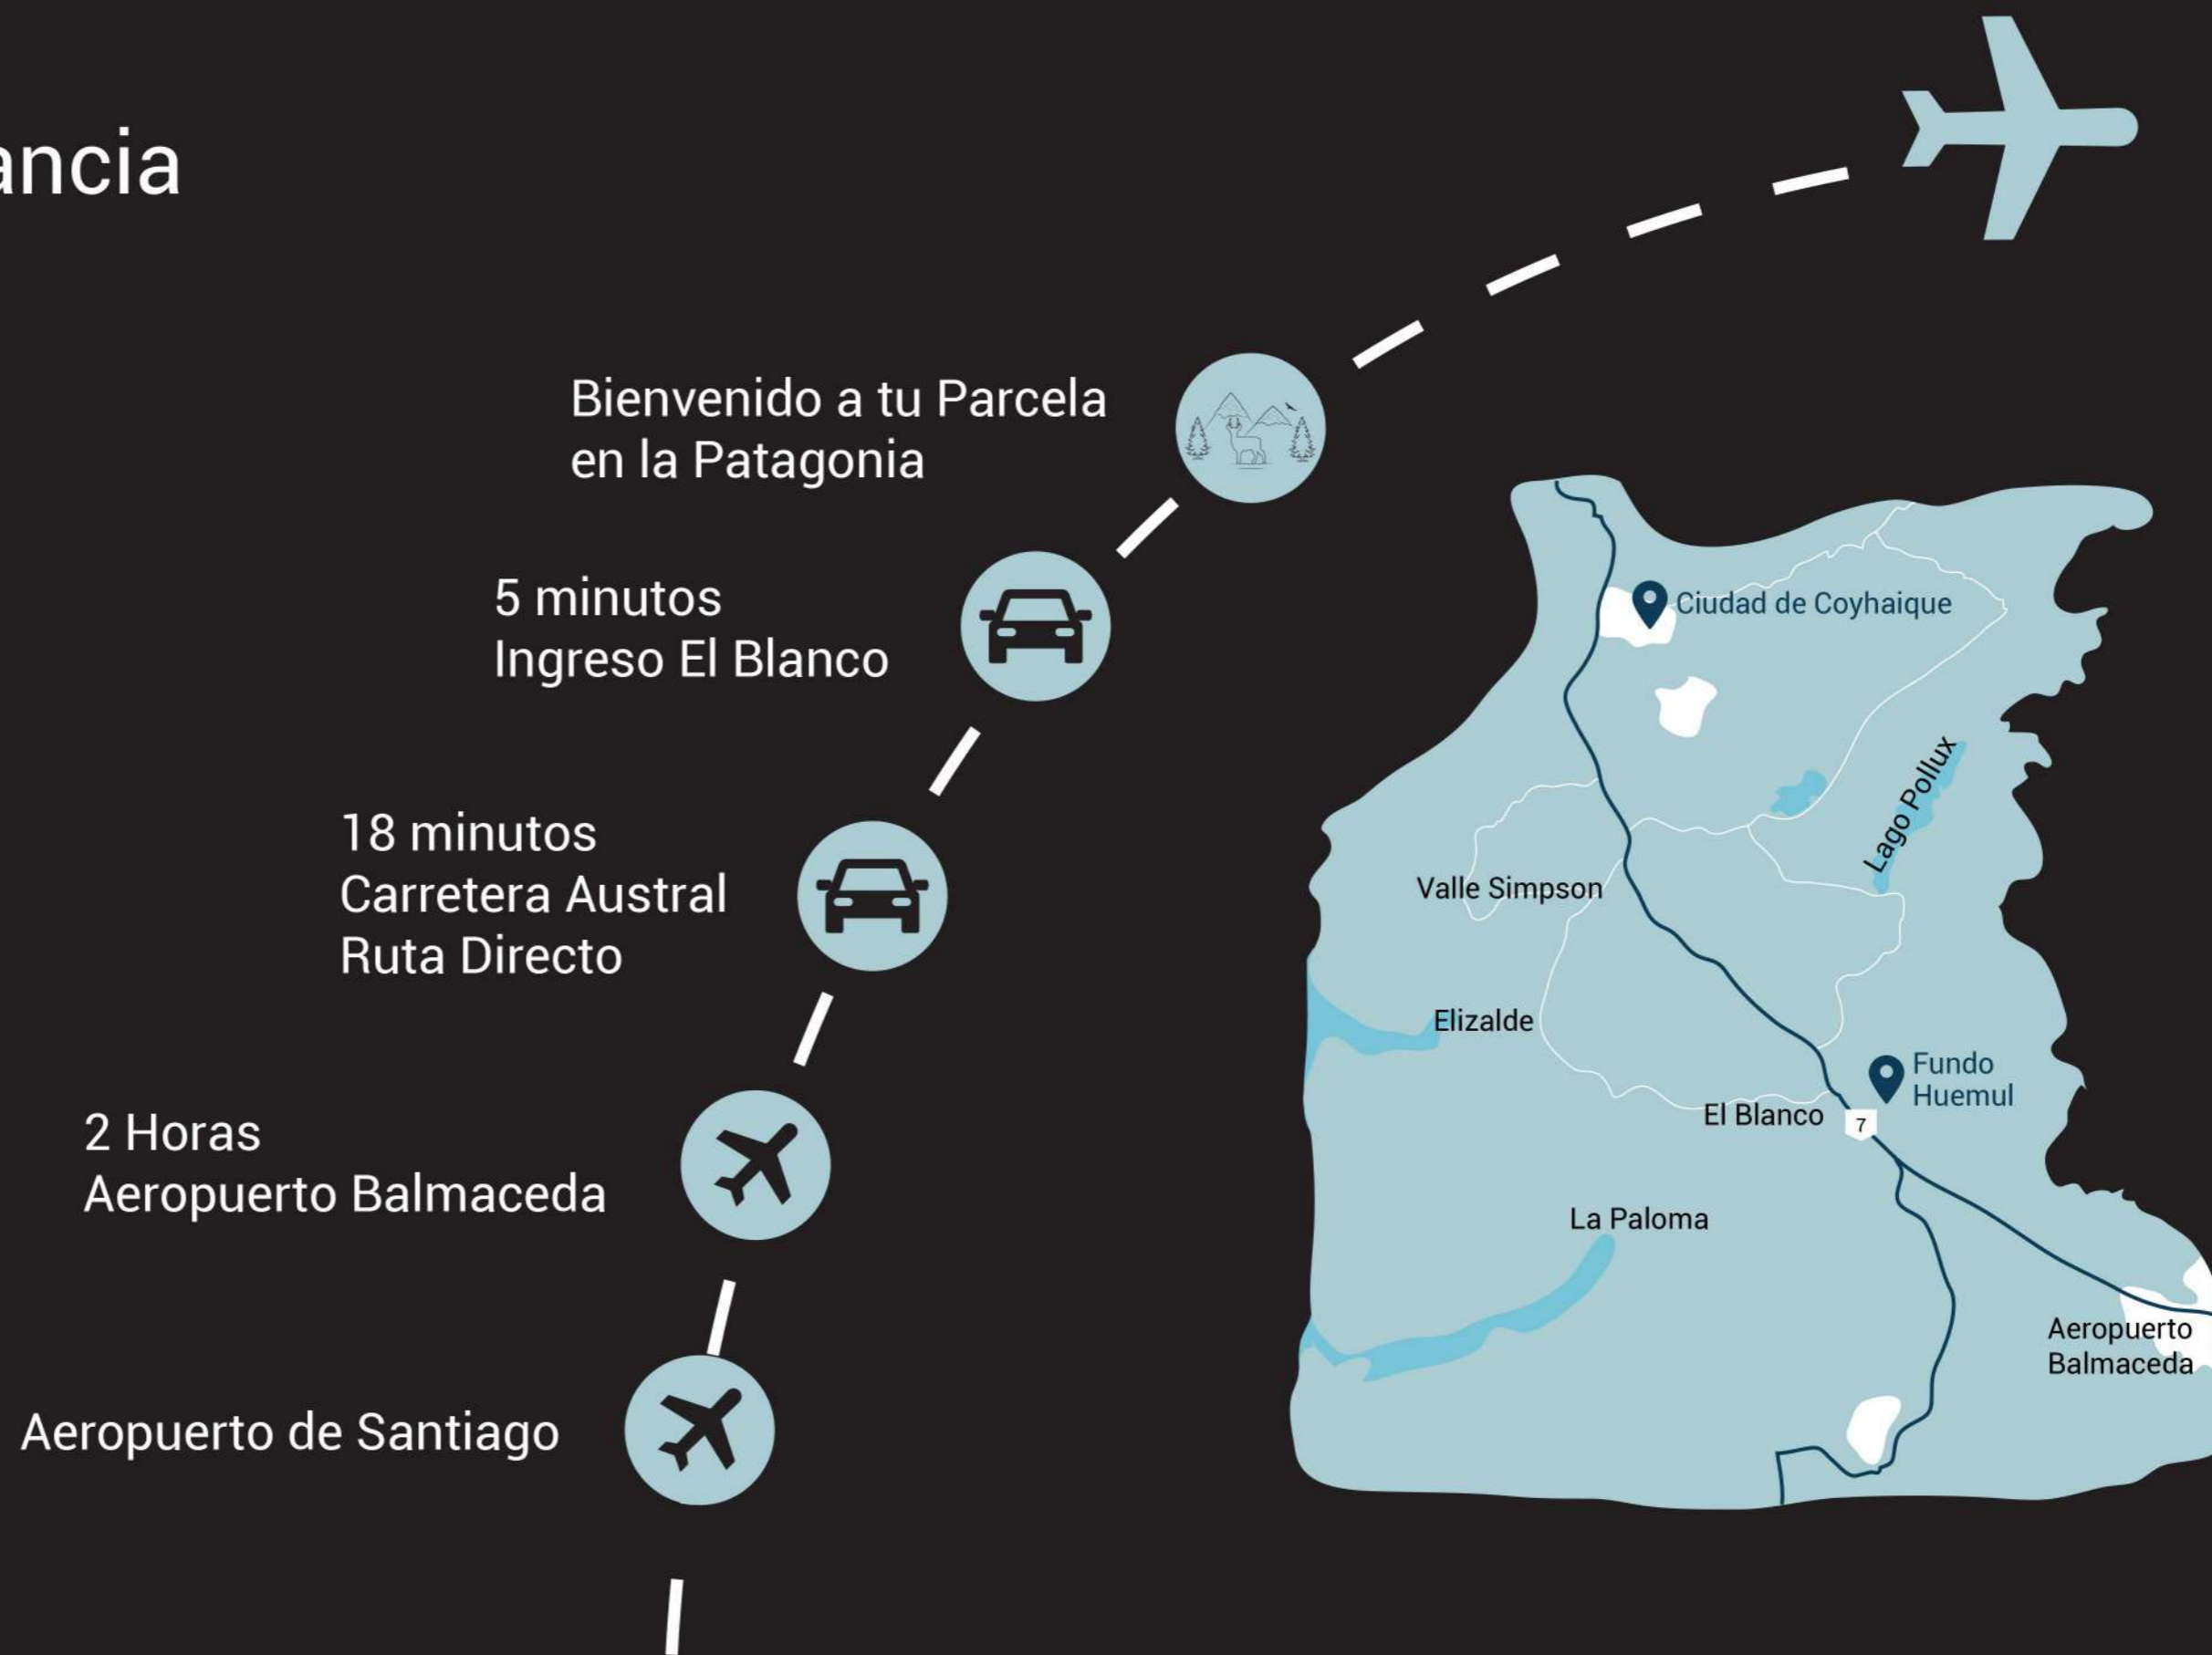 ancia
Bienvenido a tu Parcela
en la Patagonia
5 minutos
Ingreso El Blanco
18 minutos
Carretera Austral
Ruta Directo
2 Horas
Aeropuerto Balmaceda
Aeropuerto de Santiago
Ciudad de Coyhaique
Lago Pollux
Valle Simpson
Elizalde
Fundo
Huemul
El Blanco
7
La Paloma
Aeropuerto
Balmaceda